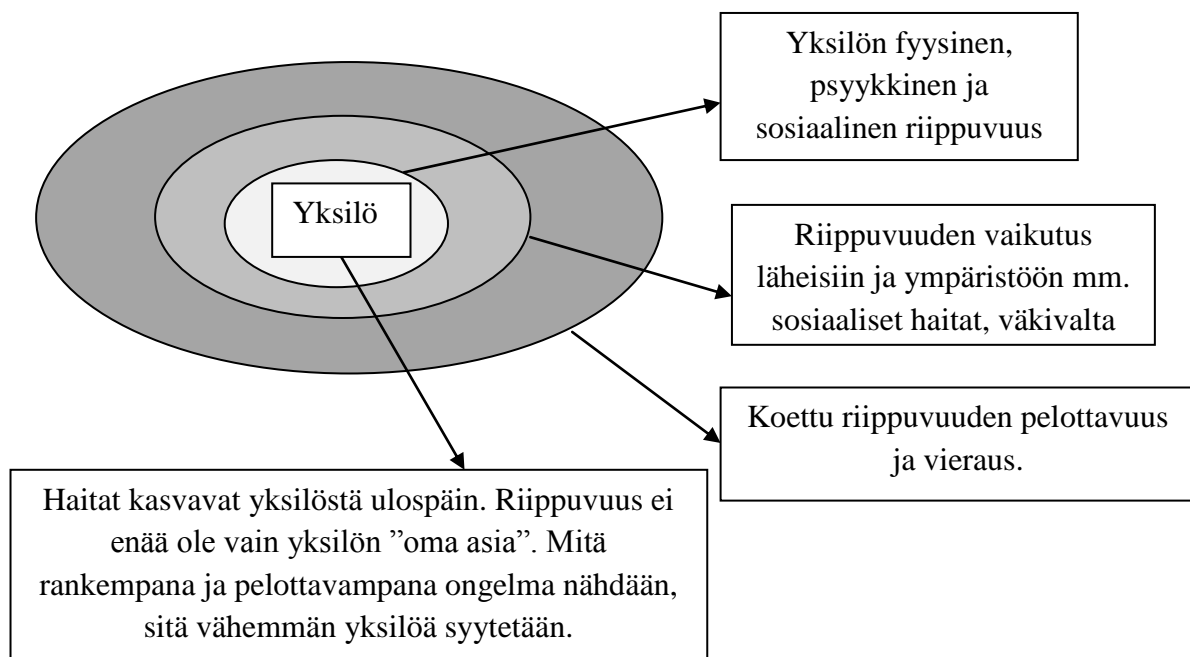 Yksilön fyysinen,
psyykkinen ja
sosiaalinen riippuvuus
Yksilö
Riippuvuuden vaikutus
läheisiin ja ympäristöön mm.
sosiaaliset haitat, väkivalta
Koettu riippuvuuden pelottavuus
ja vieraus.
Haitat kasvavat yksilöstä ulospäin. Riippuvuus ei
enää ole vain yksilön ”oma asia”. Mitä
rankempana ja pelottavampana ongelma nähdään,
sitä vähemmän yksilöä syytetään.